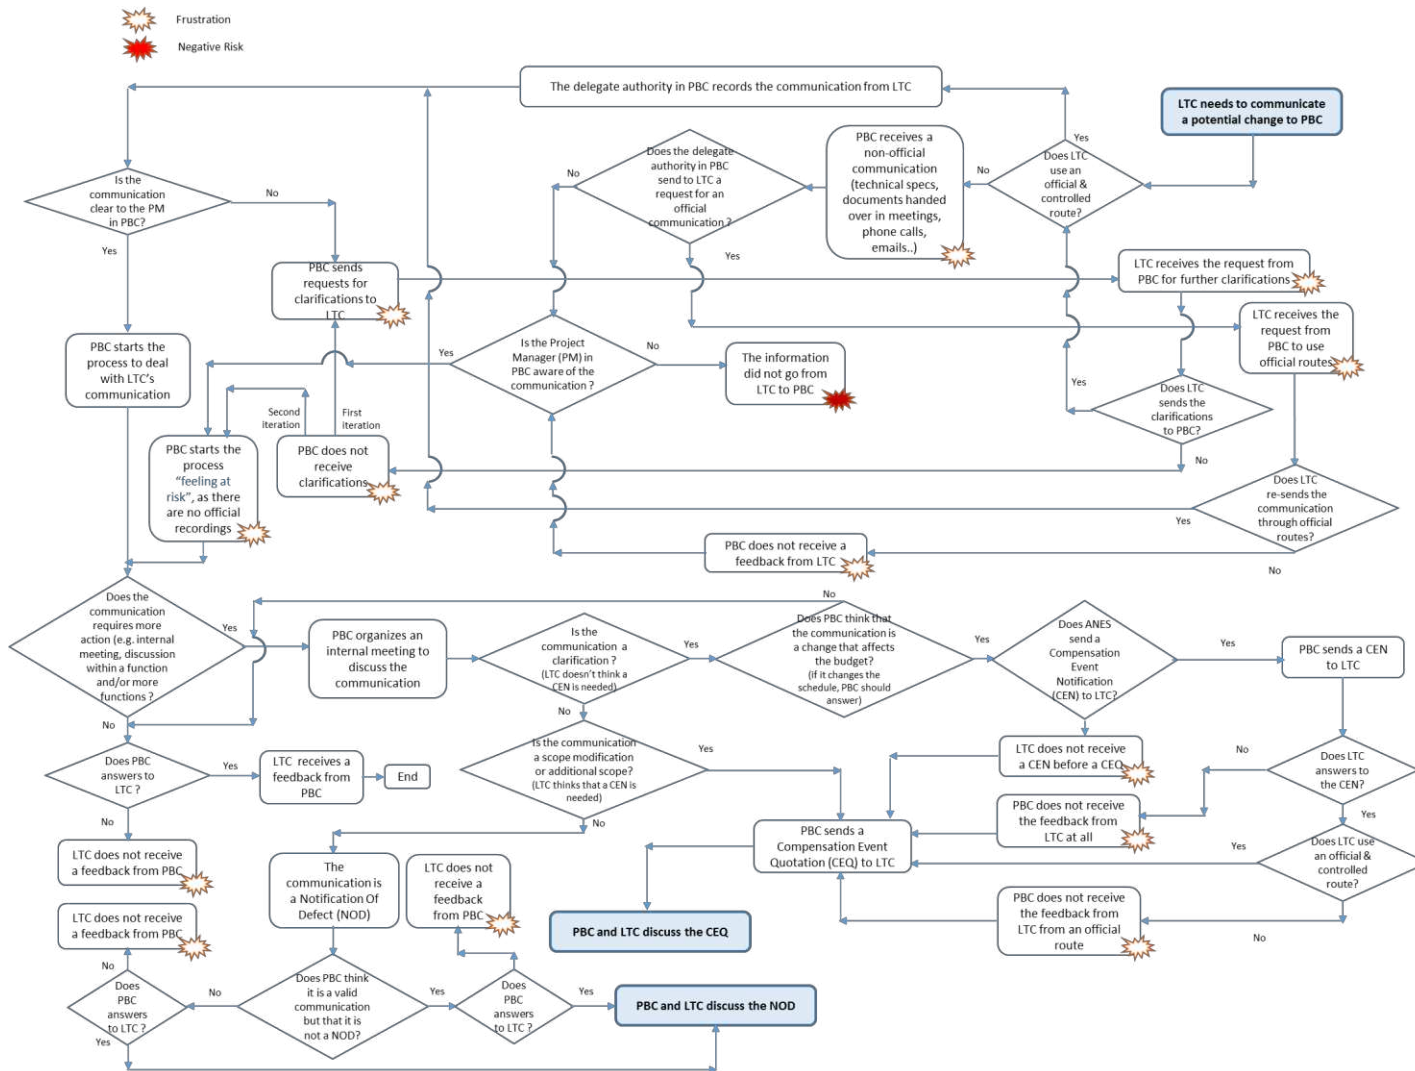 Frustration
Negative Risk
The delegate authority in PBC records the communication from LTC
LTC needs to communicate
a potential change to PBC
Yes
Does LTC
use an
official &
controlled
route?
No
PBC receives a
non-official
communication
(technical specs,
documents handed
over in meetings,
phone calls,
emails..)
Does the delegate
authority in PBC
send to LTC a
request for an
official
communication ?
No
Yes
Is the
communication
clear to the PM
in PBC?
No
Yes
PBC sends
requests for
clarifications to
LTC
LTC receives the request from
PBC for further clarifications
LTC receives the
request from
PBC to use
official routes
PBC starts the
process to deal
with LTC's
communication
Yes
Is the Project
Manager (PM) in
PBC aware of the
communication ?
No
The information
did not go from
LTC to PBC
Yes
Does LTC
sends the
clarifications
to PBC?
No
Second
iteration
First
iteration
PBC starts the
process
"feeling at
risk", as there
are no official
recordings
PBC does not
receive
clarifications
Does LTC
re-sends the
communication
through official
routes?
Yes
No
PBC does not receive a
feedback from LTC
Does the
communication
requires more
action (e.g. internal
meeting, discussion
within a function
and/or more
functions ?
Yes
No
PBC organizes an
internal meeting to
discuss the
communication
Is the
communication a
clarification ?
(LTC doesn't think a
CEN is needed)
Yes
No
No
Does PBC think that
the communication is
a change that affects
the budget?
(if it changes the
schedule, PBC should
answer)
Yes
Does ANES
send a
Compensation
Event
Notification
(CEN) to LTC?
Yes
PBC sends a CEN
to LTC
Does PBC
answers to
LTC ?
Yes
No
LTC receives a
feedback from
PBC
End
Is the communication
a scope modification
or additional scope?
(LTC thinks that a CEN is
needed)
Yes
No
LTC does not receive
a CEN before a CEQ
No
Does LTC
answers to
the CEN?
Yes
PBC does not receive
the feedback from
LTC at all
PBC sends a
Compensation Event
Quotation (CEQ) to LTC
Yes
Does LTC use
an official &
controlled
route?
No
PBC does not receive
the feedback from
LTC from an official
route
LTC does not receive
a feedback from PBC
The
communication is
a Notification Of
Defect (NOD)
LTC does not
receive a
feedback
from PBC
LTC does not receive
a feedback from PBC
PBC and LTC discuss the CEQ
No
Does
PBC
answers
to LTC ?
Yes
No
Does PBC think
it is a valid
communication
but that it is
not a NOD?
Yes
No
Does
PBC
answers
to LTC ?
Yes
PBC and LTC discuss the NOD